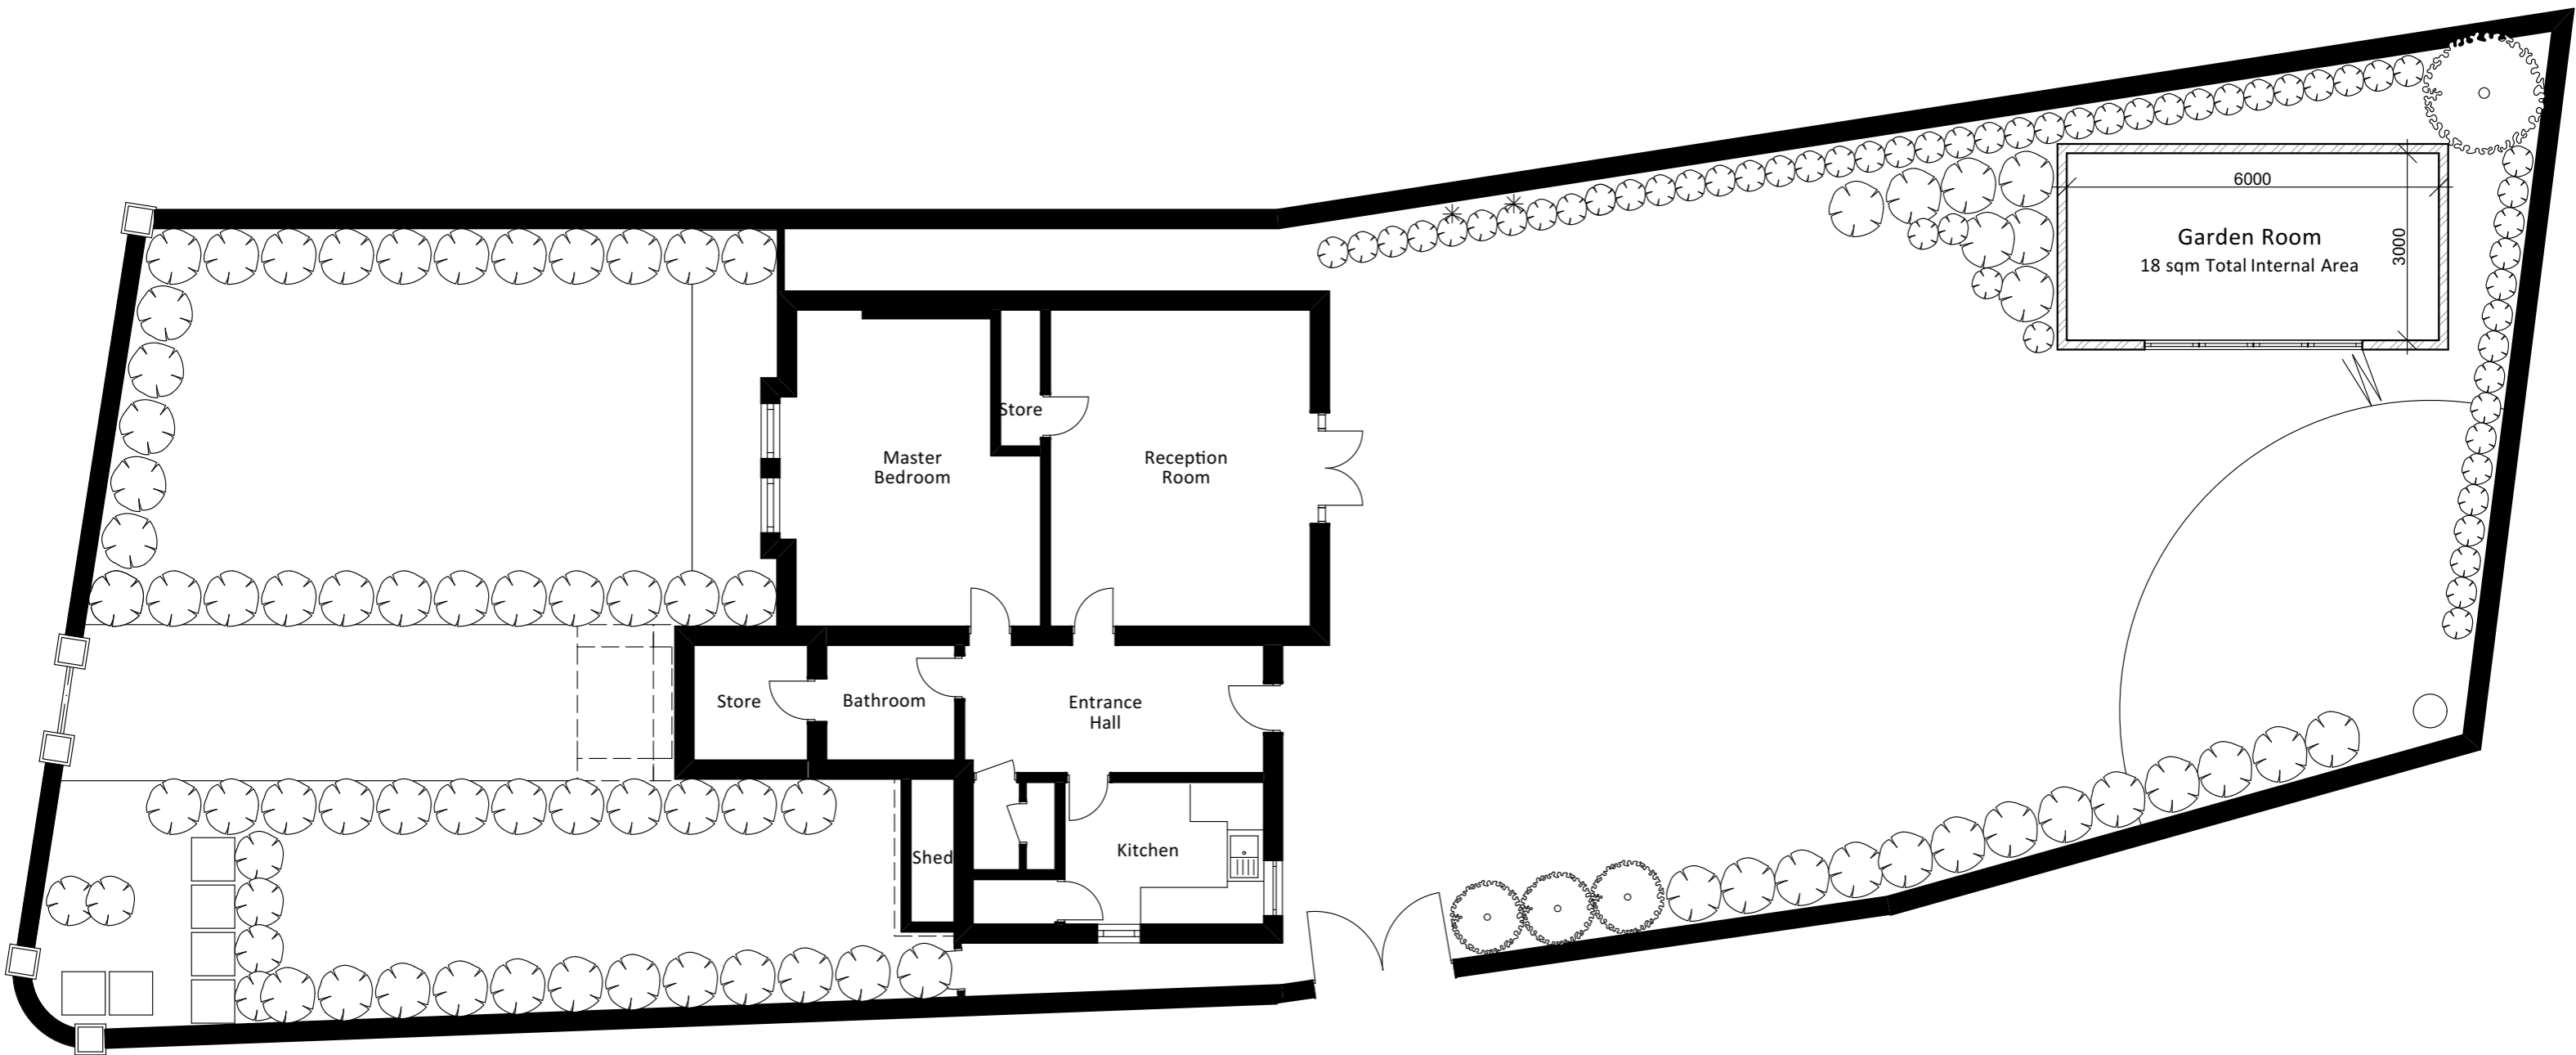 6000
Garden Room
18 sqm Total Internal Area
3000
Store
Master
Bedroom
Reception
Room
Store
Bathroom
Entrance
Hall
Shed
Kitchen